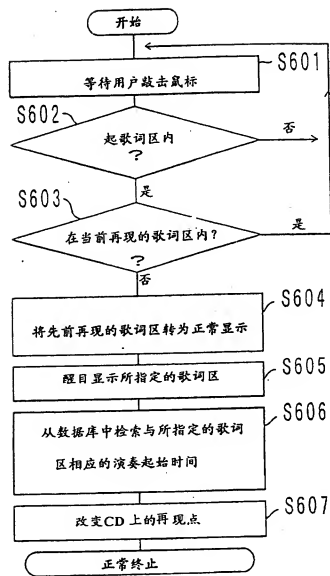 开始
S601
等待用户敲击鼠标
S602
起歌词区内
?
否
是
S603
在当前再现的歌词区内?
?
是
否
S604
将先前再现的歌词区转为正常显示
S605
醒目显示所指定的歌词区
S606
从数据库中检索与所指定的歌词
区相应的演奏起始时间
S607
改变CD上的再现点
正常终止